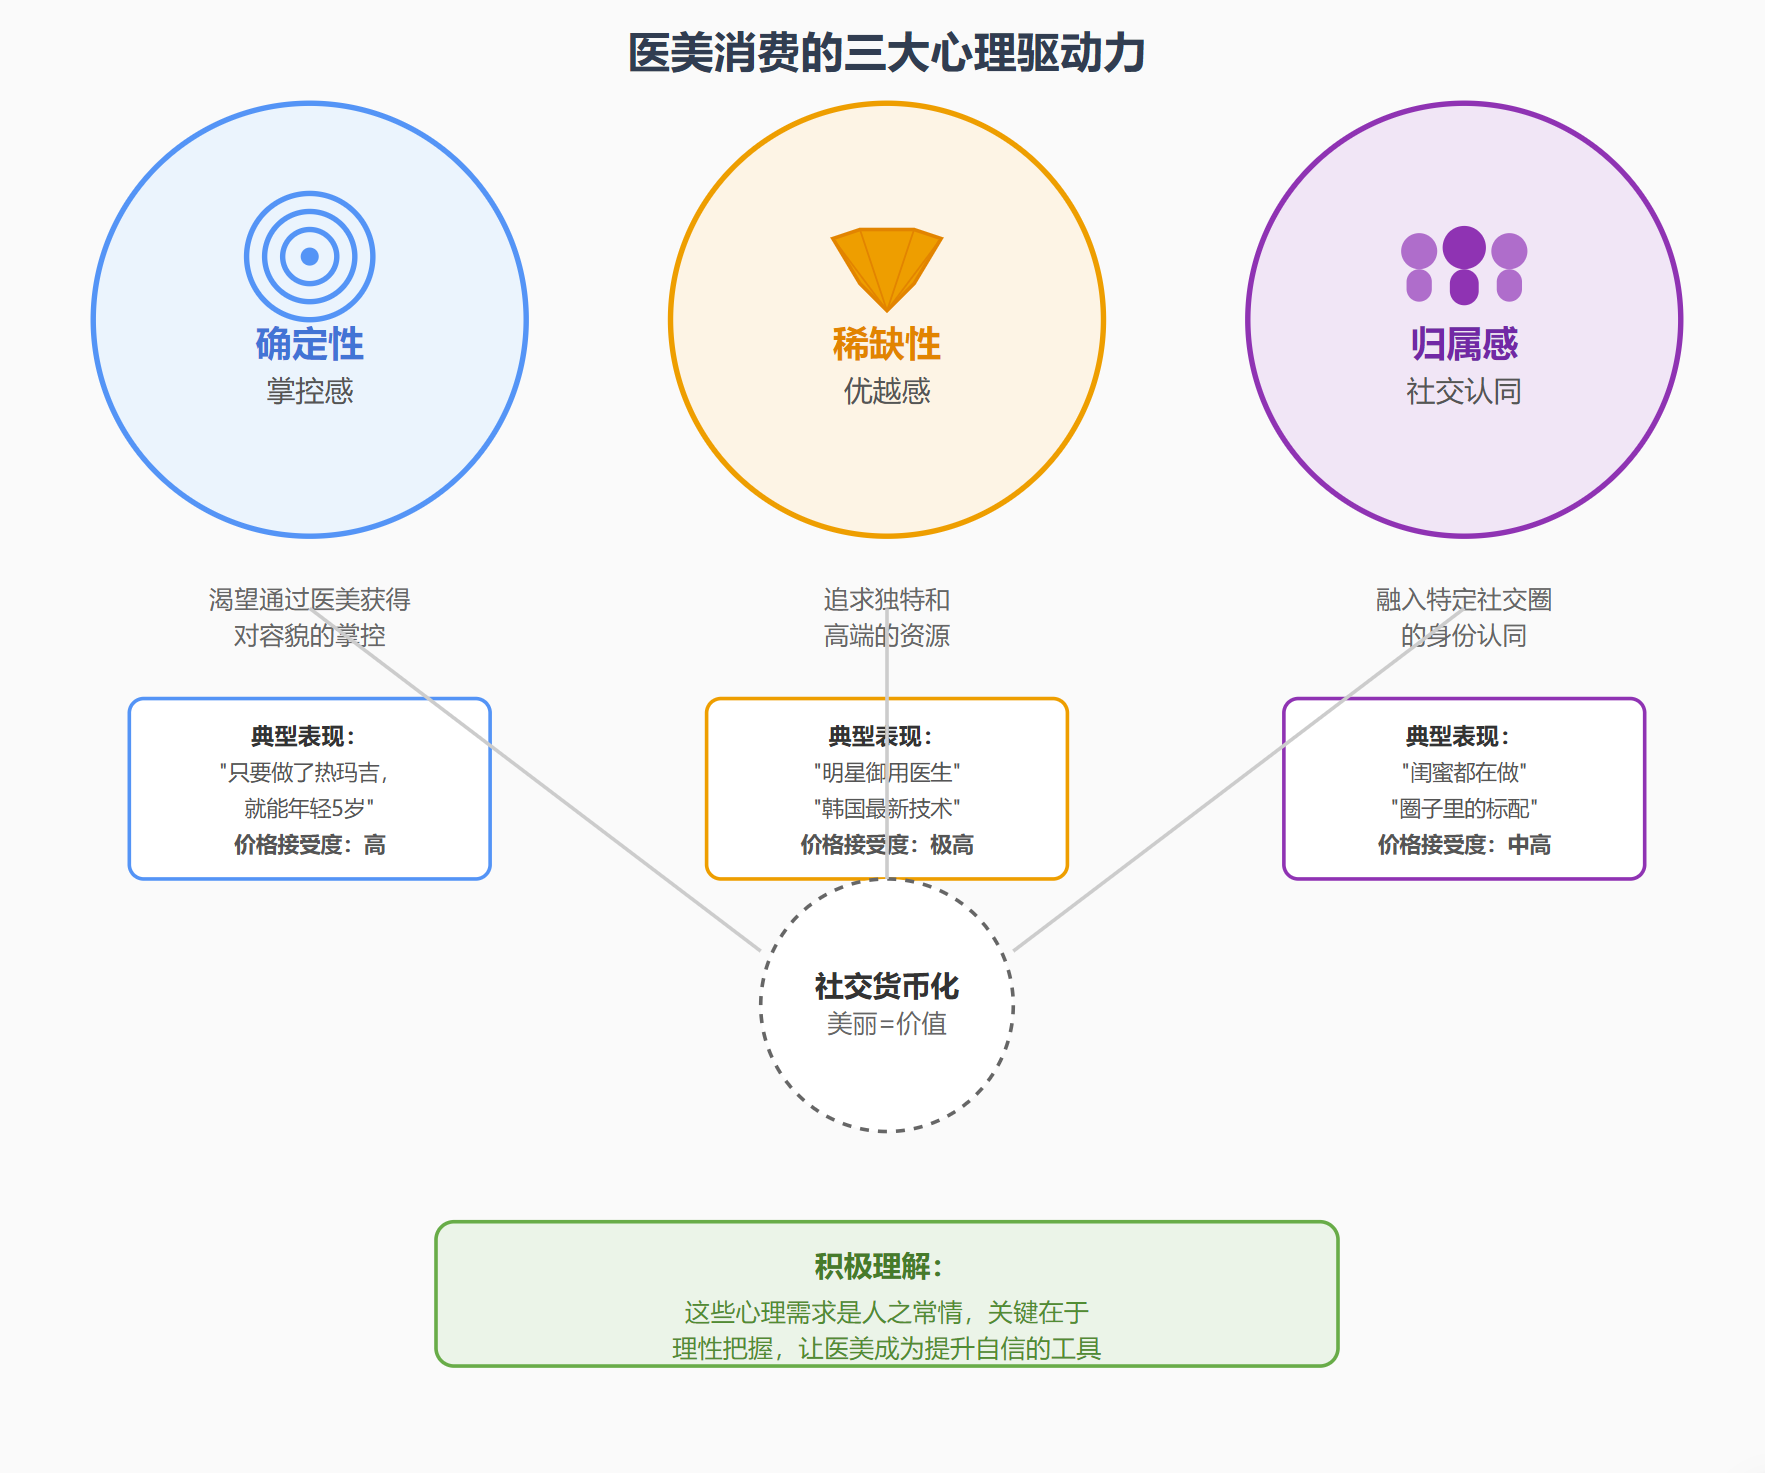 医美消费的三大心理驱动力
确定性
掌控感
稀缺性
优越感
归属感
社交认同
渴望通过医美获得
对容貌的掌控
追求独特和
高端的资源
融入特定社交圈
的身份认同
典型表现：
"只要做了热玛吉，
就能年轻5岁"
价格接受度：高
典型表现：
"明星御用医生"
"韩国最新技术"
价格接受度：极高
典型表现：
"闺蜜都在做"
"圈子里的标配"
价格接受度：中高
社交货币化
美丽=价值
积极理解：
这些心理需求是人之常情，关键在于
理性把握，让医美成为提升自信的工具